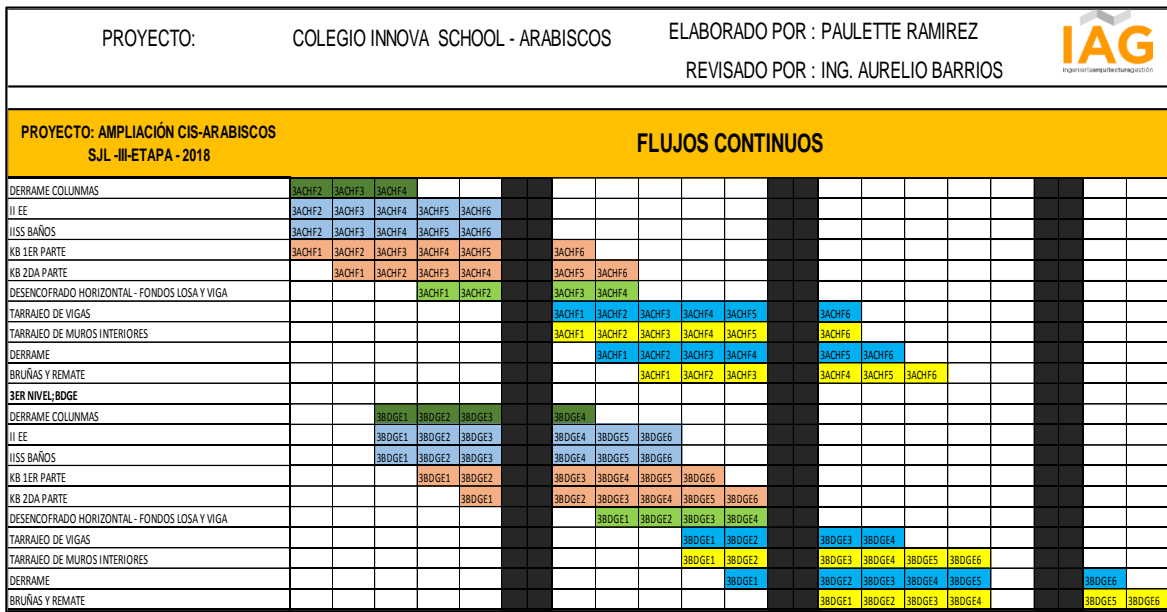 PROYECTO: COLEGIO INNOVA SCHOOL - ARABISCOS ELABORADO POR : PAULETTE RAMIREZ
REVISADO POR : ING. AURELIO BARRIOS
IAG
ingenieríaarquitecturagestión
PROYECTO: AMPLIACIÓN CIS-ARABISCOS
SJL -III-ETAPA - 2018
FLUJOS CONTINUOS
DERRAME COLUNMAS 3ACHF2 3ACHF3 3ACHF4
II EE 3ACHF2 3ACHF3 3ACHF4 3ACHF5 3ACHF6
IISS BAÑOS 3ACHF2 3ACHF3 3ACHF4 3ACHF5 3ACHF6
KB 1ER PARTE 3ACHF1 3ACHF2 3ACHF3 3ACHF4 3ACHF5 3ACHF6
KB 2DA PARTE 3ACHF1 3ACHF2 3ACHF3 3ACHF4 3ACHF5 3ACHF6
DESENCOFRADO HORIZONTAL - FONDOS LOSA Y VIGA 3ACHF1 3ACHF2 3ACHF3 3ACHF4
TARRAJEO DE VIGAS 3ACHF1 3ACHF2 3ACHF3 3ACHF4 3ACHF5 3ACHF6
TARRAJEO DE MUROS INTERIORES 3ACHF1 3ACHF2 3ACHF3 3ACHF4 3ACHF5 3ACHF6
DERRAME 3ACHF1 3ACHF2 3ACHF3 3ACHF4 3ACHF5 3ACHF6
BRUÑAS Y REMATE 3ACHF1 3ACHF2 3ACHF3 3ACHF4 3ACHF5 3ACHF6
3ER NIVEL;BDGE
DERRAME COLUNMAS 3BDGE1 3BDGE2 3BDGE3 3BDGE4
II EE 3BDGE1 3BDGE2 3BDGE3 3BDGE4 3BDGE5 3BDGE6
IISS BAÑOS 3BDGE1 3BDGE2 3BDGE3 3BDGE4 3BDGE5 3BDGE6
KB 1ER PARTE 3BDGE1 3BDGE2 3BDGE3 3BDGE4 3BDGE5 3BDGE6
KB 2DA PARTE 3BDGE1 3BDGE2 3BDGE3 3BDGE4 3BDGE5 3BDGE6
DESENCOFRADO HORIZONTAL - FONDOS LOSA Y VIGA 3BDGE1 3BDGE2 3BDGE3 3BDGE4
TARRAJEO DE VIGAS 3BDGE1 3BDGE2 3BDGE3 3BDGE4
TARRAJEO DE MUROS INTERIORES 3BDGE1 3BDGE2 3BDGE3 3BDGE4 3BDGE5 3BDGE6
DERRAME 3BDGE1 3BDGE2 3BDGE3 3BDGE4 3BDGE5 3BDGE6
BRUÑAS Y REMATE 3BDGE1 3BDGE2 3BDGE3 3BDGE4 3BDGE5 3BDGE6